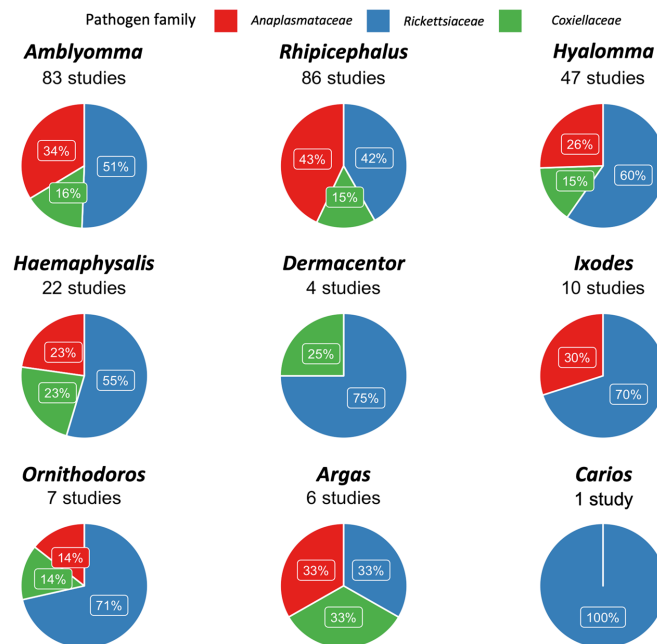 Pathogen family Anaplasmataceae Rickettsiaceae Coxiellaceae
Amblyomma
83 studies
34%
51%
16%
Rhipicephalus
86 studies
43%
42%
15%
Hyalomma
47 studies
26%
60%
15%
Haemaphysalis
22 studies
23%
55%
23%
Dermacentor
4 studies
25%
75%
Ixodes
10 studies
30%
70%
Ornithodoros
7 studies
14%
14%
71%
Argas
6 studies
33%
33%
33%
Carios
1 study
100%